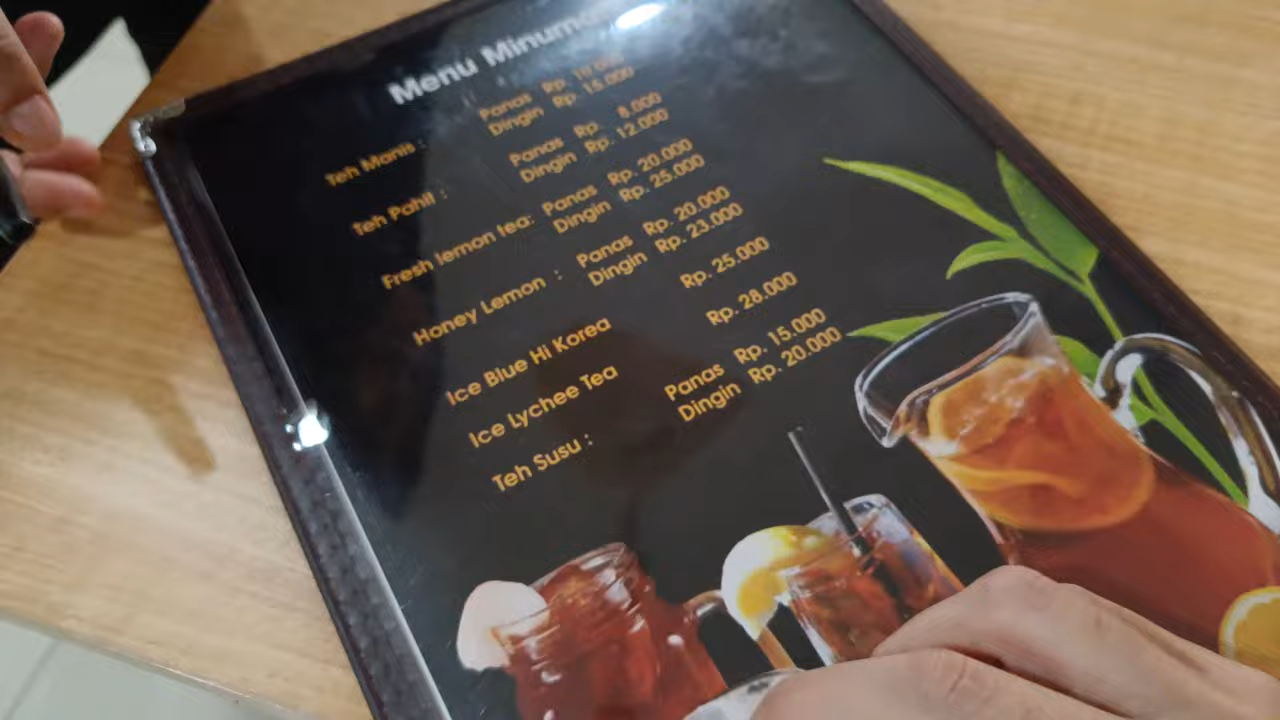 Menu Minuman
Teh Manis : Panas Rp. 10.000
Dingin Rp. 15.000
Teh Pahil : Panas Rp. 8.000
Dingin Rp. 12.000
Fresh lemon tea: Panas Rp. 20.000
Dingin Rp. 25.000
Honey Lemon : Panas Rp. 20.000
Dingin Rp. 23.000
Ice Blue Hi Korea Rp. 25.000
Ice Lychee Tea Rp. 28.000
Teh Susu : Panas Rp. 15.000
Dingin Rp. 20.000